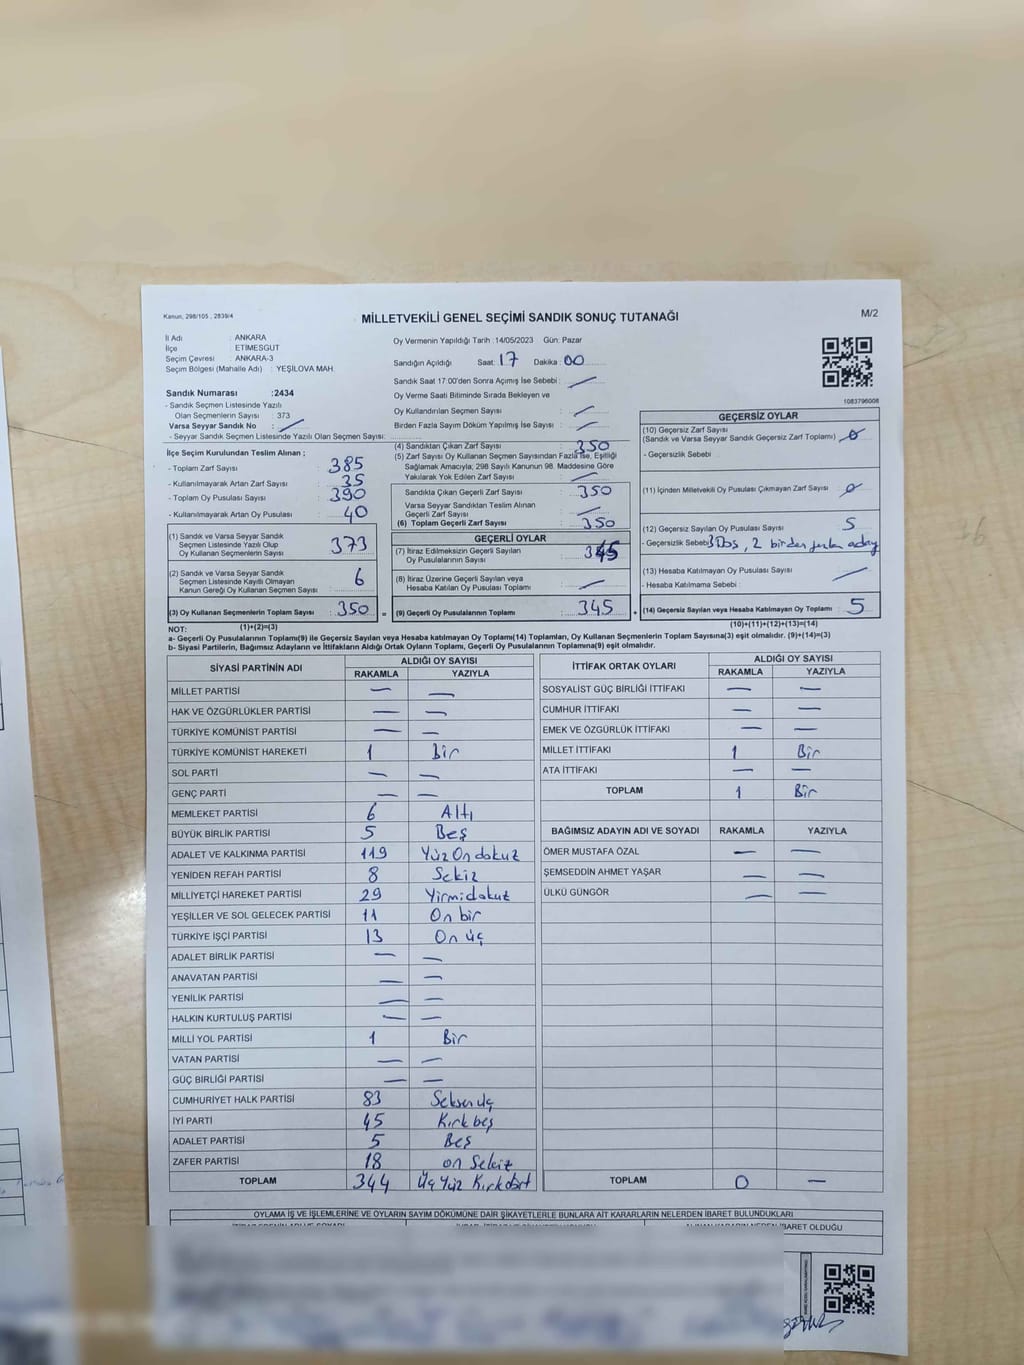 Kanun, 298/105 , 2839/4
MİLLETVEKİLİ GENEL SEÇİMİ SANDIK SONUÇ TUTANAĞI
M/2
İl Adı : ANKARA
İlçe : ETİMESGUT
Seçim Çevresi : ANKARA-3
Seçim Bölgesi (Mahalle Adı) : YEŞİLOVA MAH.
Sandık Numarası :2434
- Sandık Seçmen Listesinde Yazılı
Olan Seçmenlerin Sayısı : 373
Varsa Seyyar Sandık No :
- Seyyar Sandık Seçmen Listesinde Yazılı Olan Seçmen Sayısı:
Oy Vermenin Yapıldığı Tarih :14/05/2023 Gün: Pazar
Sandığın Açıldığı Saat: 17 Dakika: 00
Sandık Saat 17:00'den Sonra Açımış İse Sebebi :
Oy Verme Saati Bitiminde Sırada Bekleyen ve
Oy Kullandırılan Seçmen Sayısı :
Birden Fazla Sayım Döküm Yapılmış İse Sayısı :
1083796008
İlçe Seçim Kurulundan Teslim Alınan ;
- Toplam Zarf Sayısı : 385
- Kullanılmayarak Artan Zarf Sayısı : 35
- Toplam Oy Pusulası Sayısı : 390
- Kullanılmayarak Artan Oy Pusulası : 40
(1) Sandık ve Varsa Seyyar Sandık
Seçmen Listesinde Yazılı Olup
Oy Kullanan Seçmenlerin Sayısı : 373
(2) Sandık ve Varsa Seyyar Sandık
Seçmen Listesinde Kayıtlı Olmayan
Kanun Gereği Oy Kullanan Seçmen Sayısı : 6
(3) Oy Kullanan Seçmenlerin Toplam Sayısı : 350 =
(1)+(2)=(3)
(4) Sandıktan Çıkan Zarf Sayısı : 350
(5) Zarf Sayısı Oy Kullanan Seçmen Sayısından Fazla ise, Eşitliği
Sağlamak Amacıyla; 298 Sayılı Kanunun 98. Maddesine Göre
Yakılarak Yok Edilen Zarf Sayısı :
Sandıkta Çıkan Geçerli Zarf Sayısı : 350
Varsa Seyyar Sandıktan Teslim Alınan
Geçerli Zarf Sayısı :
(6) Toplam Geçerli Zarf Sayısı : 350
GEÇERLİ OYLAR
(7) İtiraz Edilmeksizin Geçerli Sayılan
Oy Pusulalarının Sayısı : 345
(8) İtiraz Üzerine Geçerli Sayılan veya
Hesaba Katılan Oy Pusulası Toplamı :
(9) Geçerli Oy Pusulalarının Toplamı : 345 +
GEÇERSİZ OYLAR
(10) Geçersiz Zarf Sayısı
(Sandık ve Varsa Seyyar Sandık Geçersiz Zarf Toplamı) : 0
- Geçersizlik Sebebi :
(11) İçinden Milletvekili Oy Pusulası Çıkmayan Zarf Sayısı : 0
(12) Geçersiz Sayılan Oy Pusulası Sayısı : 5
- Geçersizlik Sebebi : 3 Boş, 2 birden fazla aday
(13) Hesaba Katılmayan Oy Pusulası Sayısı :
- Hesaba Katılmama Sebebi :
(14) Geçersiz Sayılan veya Hesaba Katılmayan Oy Toplamı : 5
(10)+(11)+(12)+(13)=(14)
NOT:
a- Geçerli Oy Pusulalarının Toplamı(9) ile Geçersiz Sayılan veya Hesaba katılmayan Oy Toplamı(14) Toplamları, Oy Kullanan Seçmenlerin Toplam Sayısına(3) eşit olmalıdır. (9)+(14)=(3)
b- Siyasi Partilerin, Bağımsız Adayların ve İttifakların Aldığı Ortak Oyların Toplamı, Geçerli Oy Pusulalarının Toplamına(9) eşit olmalıdır.
SİYASİ PARTİNİN ADI ALDIĞI OY SAYISI
RAKAMLA YAZIYLA
MİLLET PARTİSİ — —
HAK VE ÖZGÜRLÜKLER PARTİSİ — —
TÜRKİYE KOMÜNİST PARTİSİ — —
TÜRKİYE KOMÜNİST HAREKETİ 1 Bir
SOL PARTİ — —
GENÇ PARTİ — —
MEMLEKET PARTİSİ 6 Altı
BÜYÜK BİRLİK PARTİSİ 5 Beş
ADALET VE KALKINMA PARTİSİ 119 Yüz On dokuz
YENİDEN REFAH PARTİSİ 8 Sekiz
MİLLİYETÇİ HAREKET PARTİSİ 29 Yirmi dokuz
YEŞİLLER VE SOL GELECEK PARTİSİ 11 On bir
TÜRKİYE İŞÇİ PARTİSİ 13 On üç
ADALET BİRLİK PARTİSİ — —
ANAVATAN PARTİSİ — —
YENİLİK PARTİSİ — —
HALKIN KURTULUŞ PARTİSİ — —
MİLLİ YOL PARTİSİ 1 Bir
VATAN PARTİSİ — —
GÜÇ BİRLİĞİ PARTİSİ — —
CUMHURİYET HALK PARTİSİ 83 Seksen üç
İYİ PARTİ 45 Kırk beş
ADALET PARTİSİ 5 Beş
ZAFER PARTİSİ 18 on Sekiz
TOPLAM 344 Üç Yüz Kırk dört
İTTİFAK ORTAK OYLARI ALDIĞI OY SAYISI
RAKAMLA YAZIYLA
SOSYALİST GÜÇ BİRLİĞİ İTTİFAKI — —
CUMHUR İTTİFAKI — —
EMEK VE ÖZGÜRLÜK İTTİFAKI — —
MİLLET İTTİFAKI 1 Bir
ATA İTTİFAKI — —
TOPLAM 1 Bir
BAĞIMSIZ ADAYIN ADI VE SOYADI RAKAMLA YAZIYLA
ÖMER MUSTAFA ÖZAL — —
ŞEMSEDDİN AHMET YAŞAR — —
ÜLKÜ GÜNGÖR — —
TOPLAM 0 —
OYLAMA İŞ VE İŞLEMLERİNE VE OYLARIN SAYIM DÖKÜMÜNE DAİR ŞİKAYETLERLE BUNLARA AİT KARARLARIN NELERDEN İBARET BULUNDUKLARI
İBARET OLDUĞU